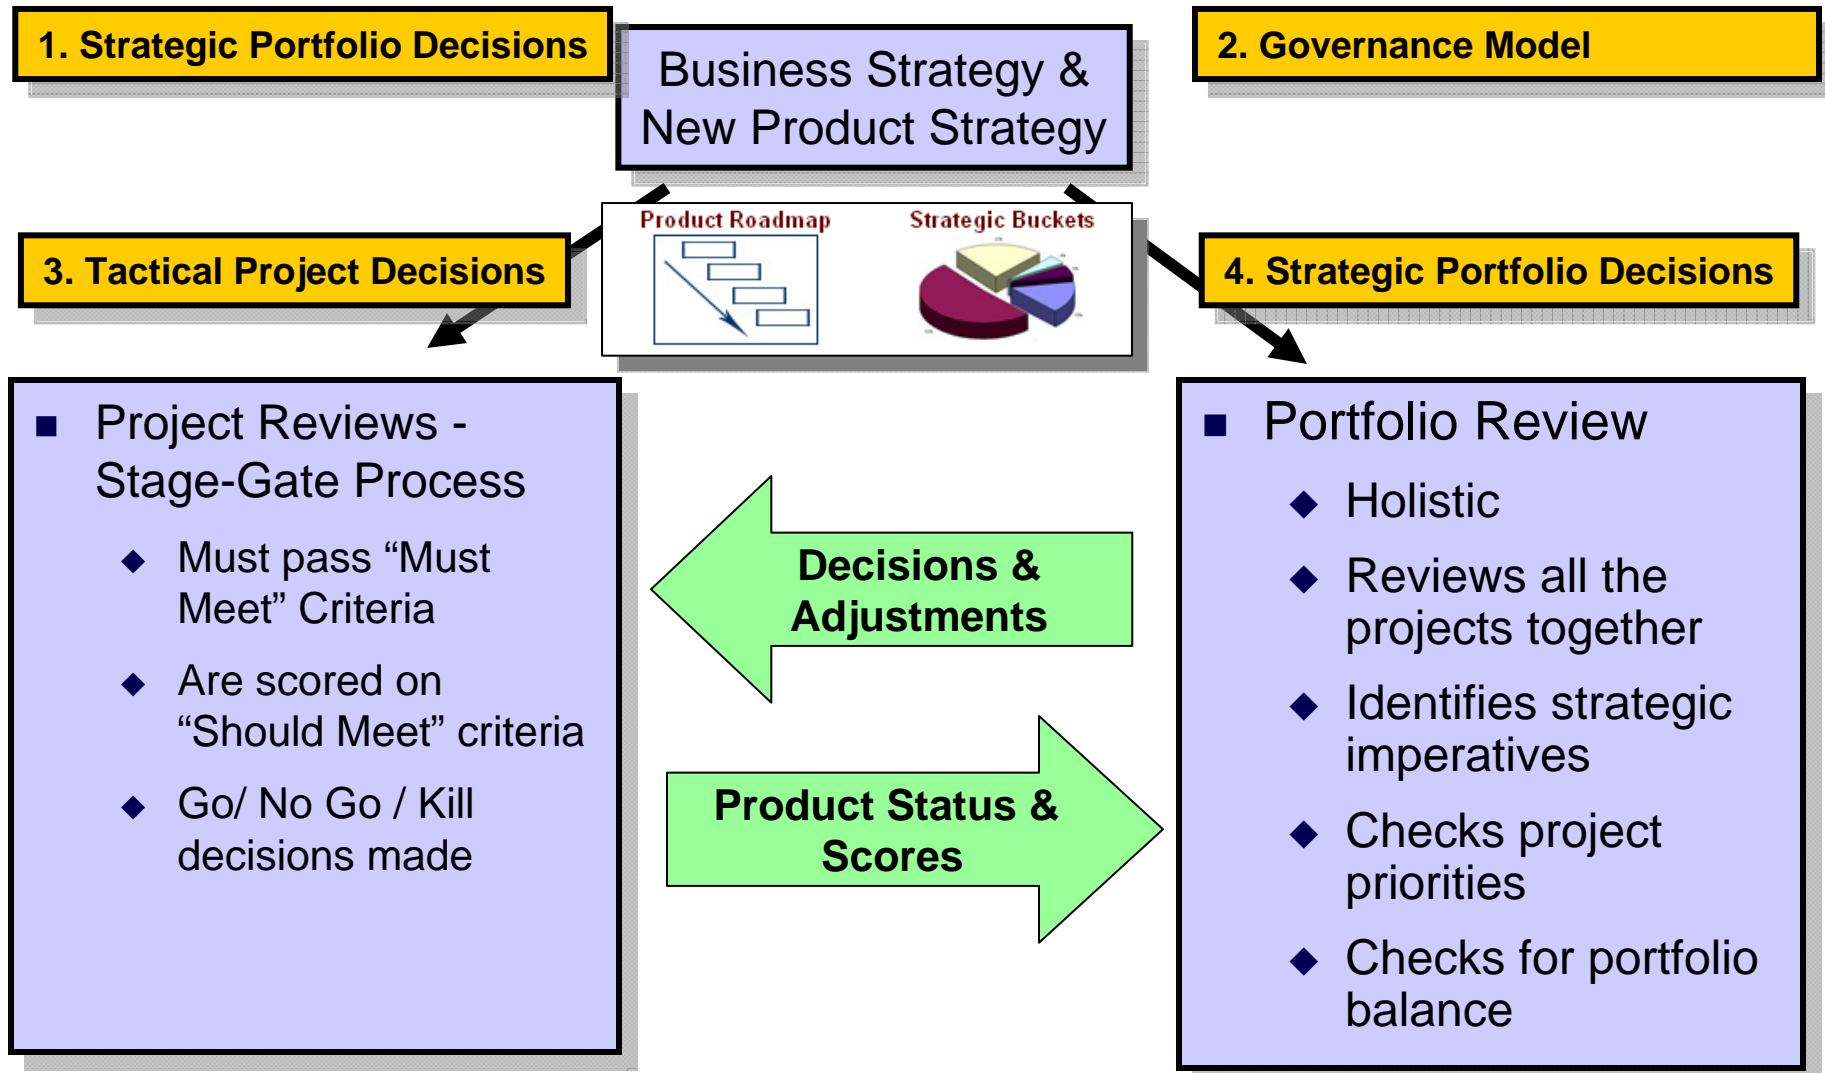 1. Strategic Portfolio Decisions
Business Strategy &
New Product Strategy
2. Governance Model
Product Roadmap
Strategic Buckets
3. Tactical Project Decisions
4. Strategic Portfolio Decisions
Project Reviews -
Stage-Gate Process
Must pass “Must
Meet” Criteria
Are scored on
“Should Meet” criteria
Go/ No Go / Kill
decisions made
Decisions &
Adjustments
Product Status &
Scores
Portfolio Review
Holistic
Reviews all the
projects together
Identifies strategic
imperatives
Checks project
priorities
Checks for portfolio
balance